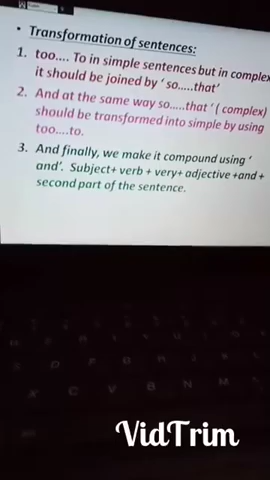 • Transformation of sentences:
1. too.... To in simple sentences but in complex
it should be joined by ‘ so.....that’
2. And at the same way so.....that ‘ ( complex)
should be transformed into simple by using
too....to.
3. And finally, we make it compound using ‘
and’. Subject+ verb + very+ adjective +and +
second part of the sentence.
X C V B N M
VidTrim